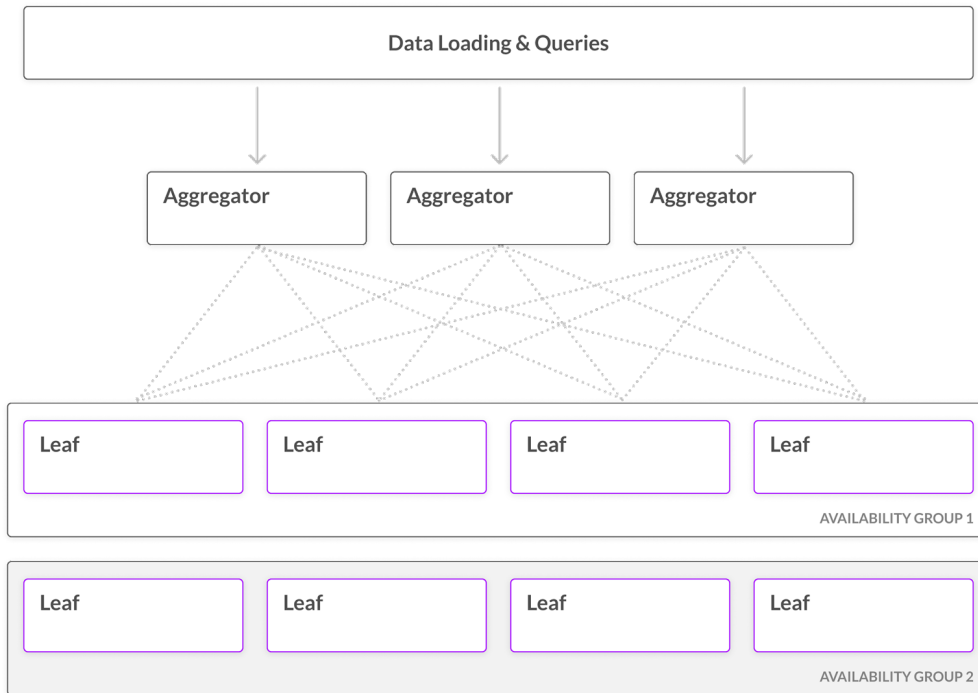 Data Loading & Queries
Aggregator Aggregator Aggregator
Leaf Leaf Leaf Leaf
AVAILABILITY GROUP 1
Leaf Leaf Leaf Leaf
AVAILABILITY GROUP 2